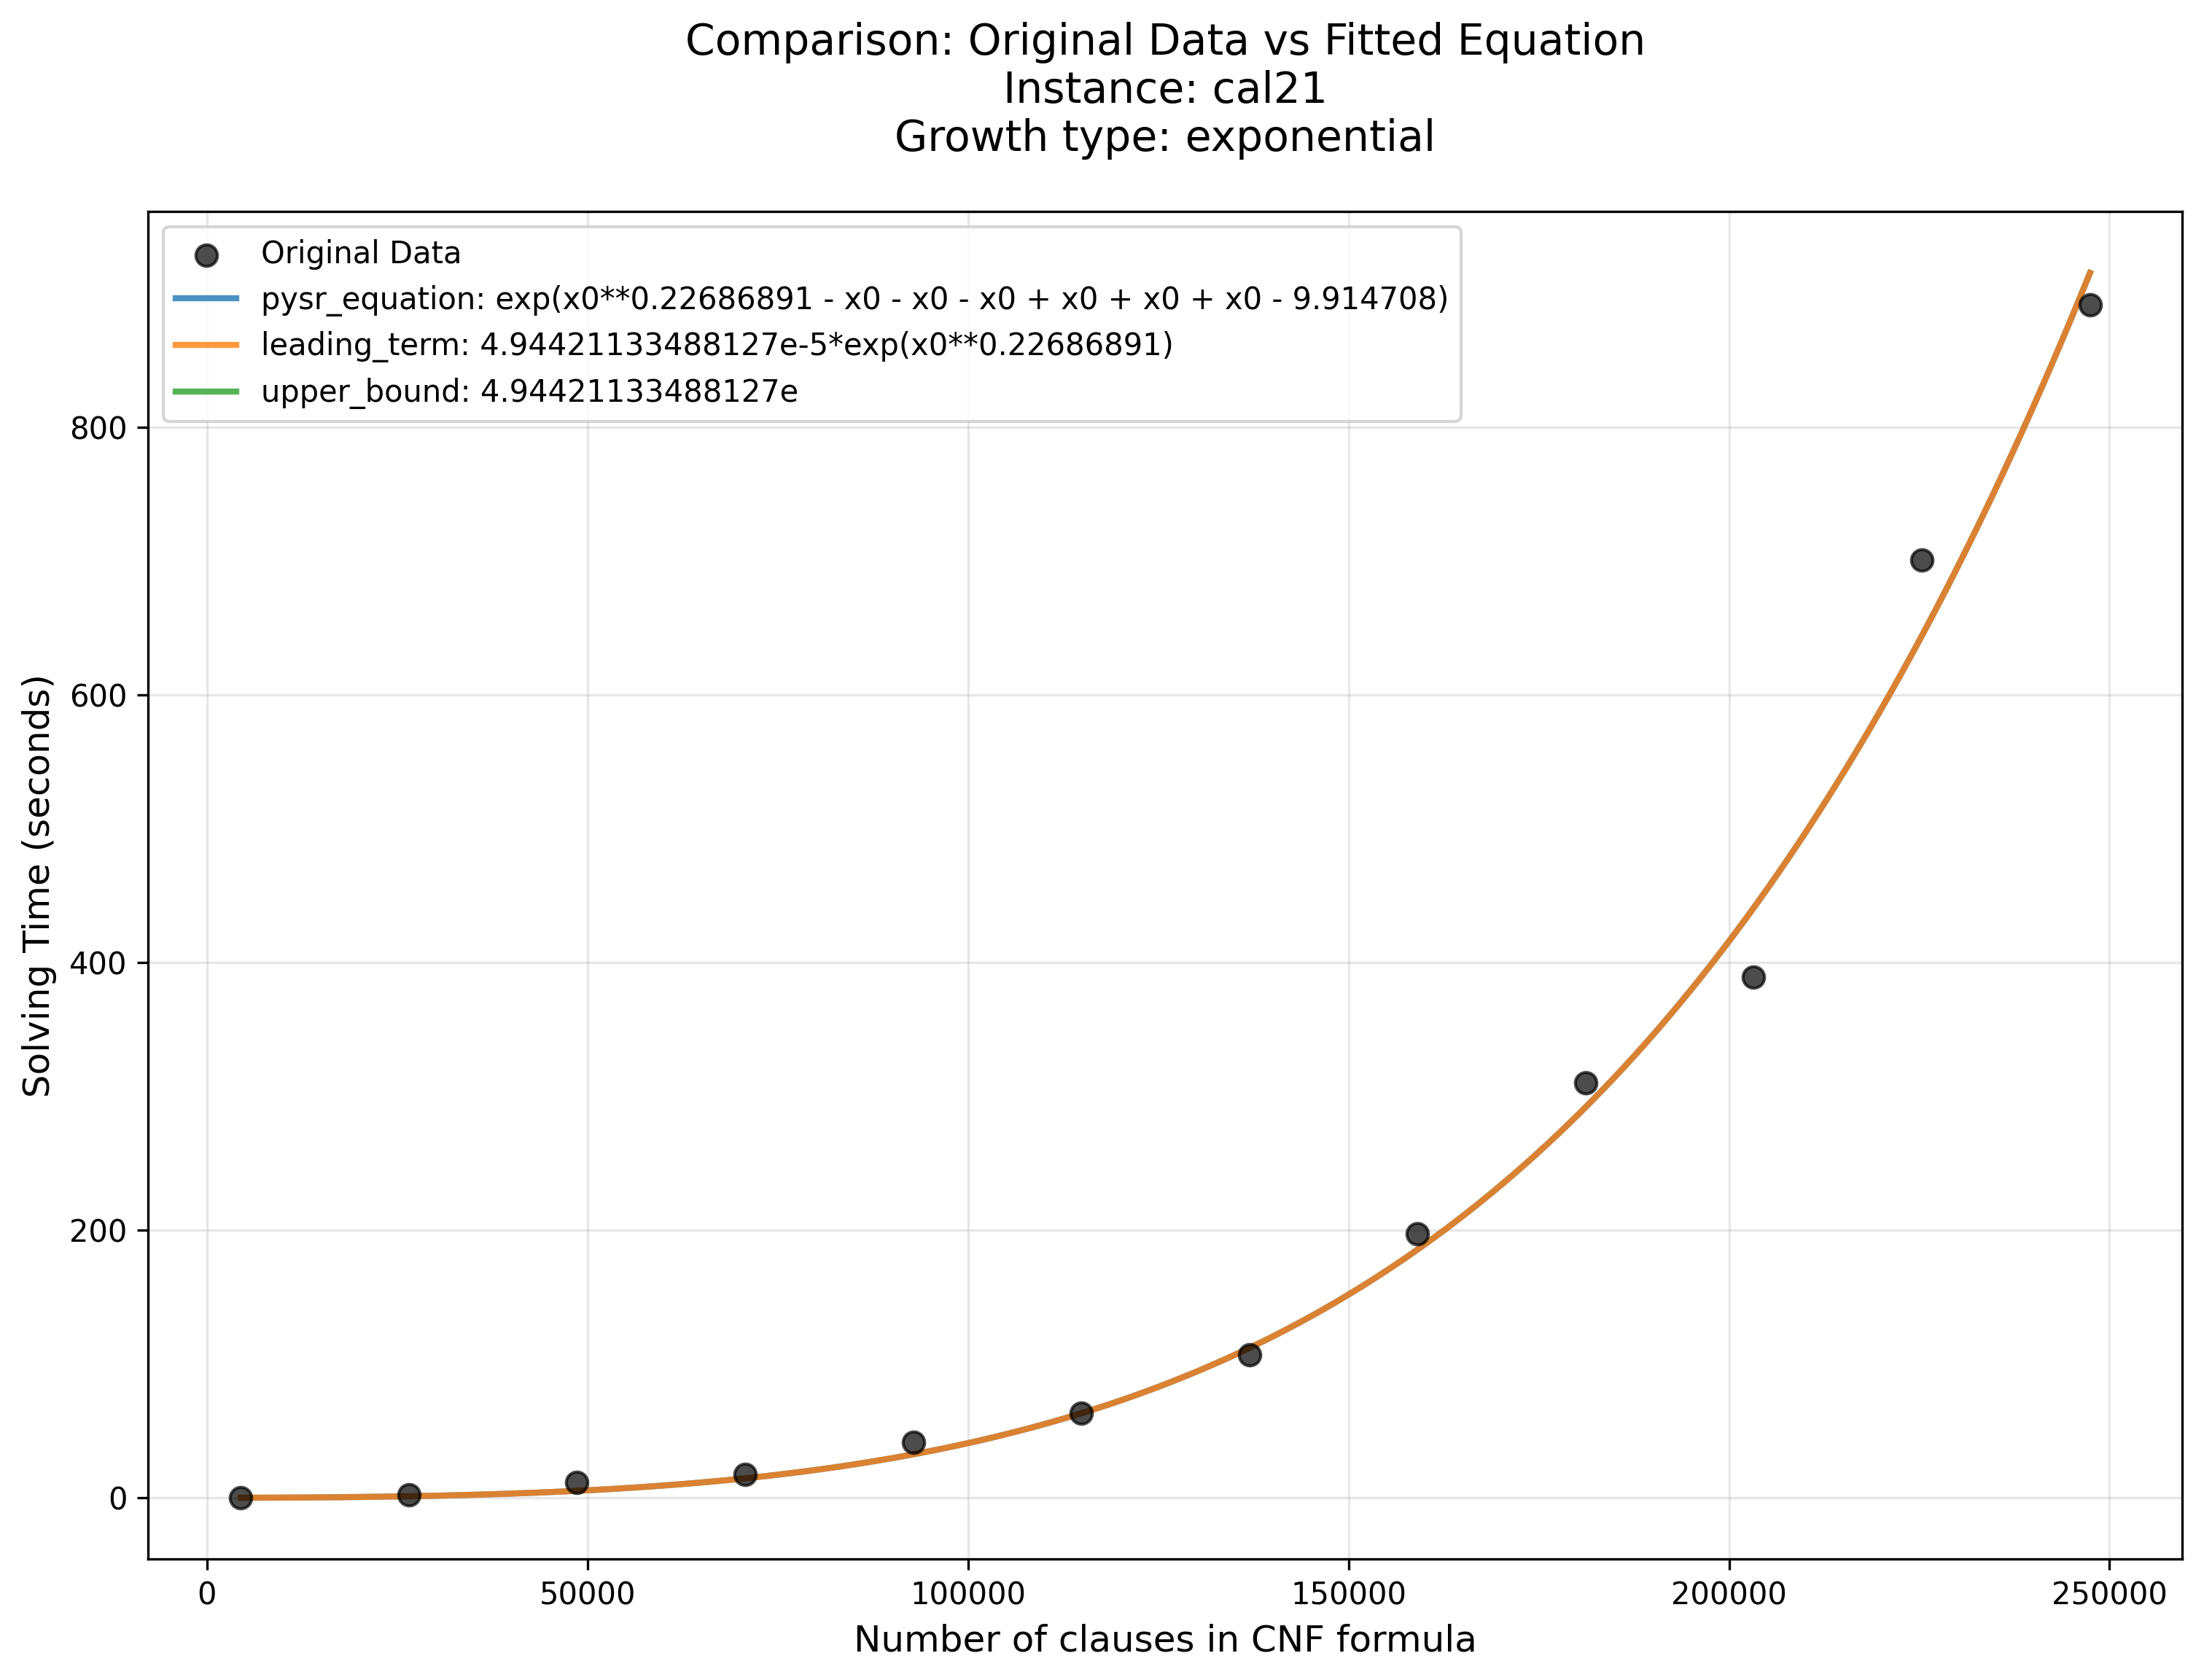 Comparison: Original Data vs Fitted Equation
Instance: cal21
Growth type: exponential
Original Data
pysr_equation: exp(x0**0.22686891 - x0 - x0 - x0 + x0 + x0 + x0 - 9.914708)
leading_term: 4.94421133488127e-5*exp(x0**0.22686891)
upper_bound: 4.94421133488127e
800
600
400
200
0
Solving Time (seconds)
0 50000 100000 150000 200000 250000
Number of clauses in CNF formula